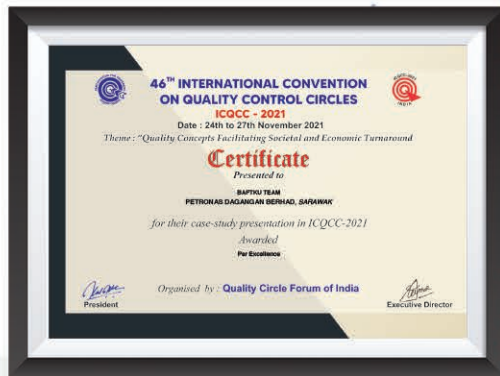 46TH INTERNATIONAL CONVENTION
ON QUALITY CONTROL CIRCLES
ICQCC - 2021
Date : 24th to 27th November 2021
Theme : "Quality Concepts Facilitating Societal and Economic Turnaround
Certificate
Presented to
BAPTKU TEAM
PETRONAS DAGANGAN BERHAD, SARAWAK
for their case-study presentation in ICQCC-2021
Awarded
Par Excellence
Organised by : Quality Circle Forum of India
President
Executive Director